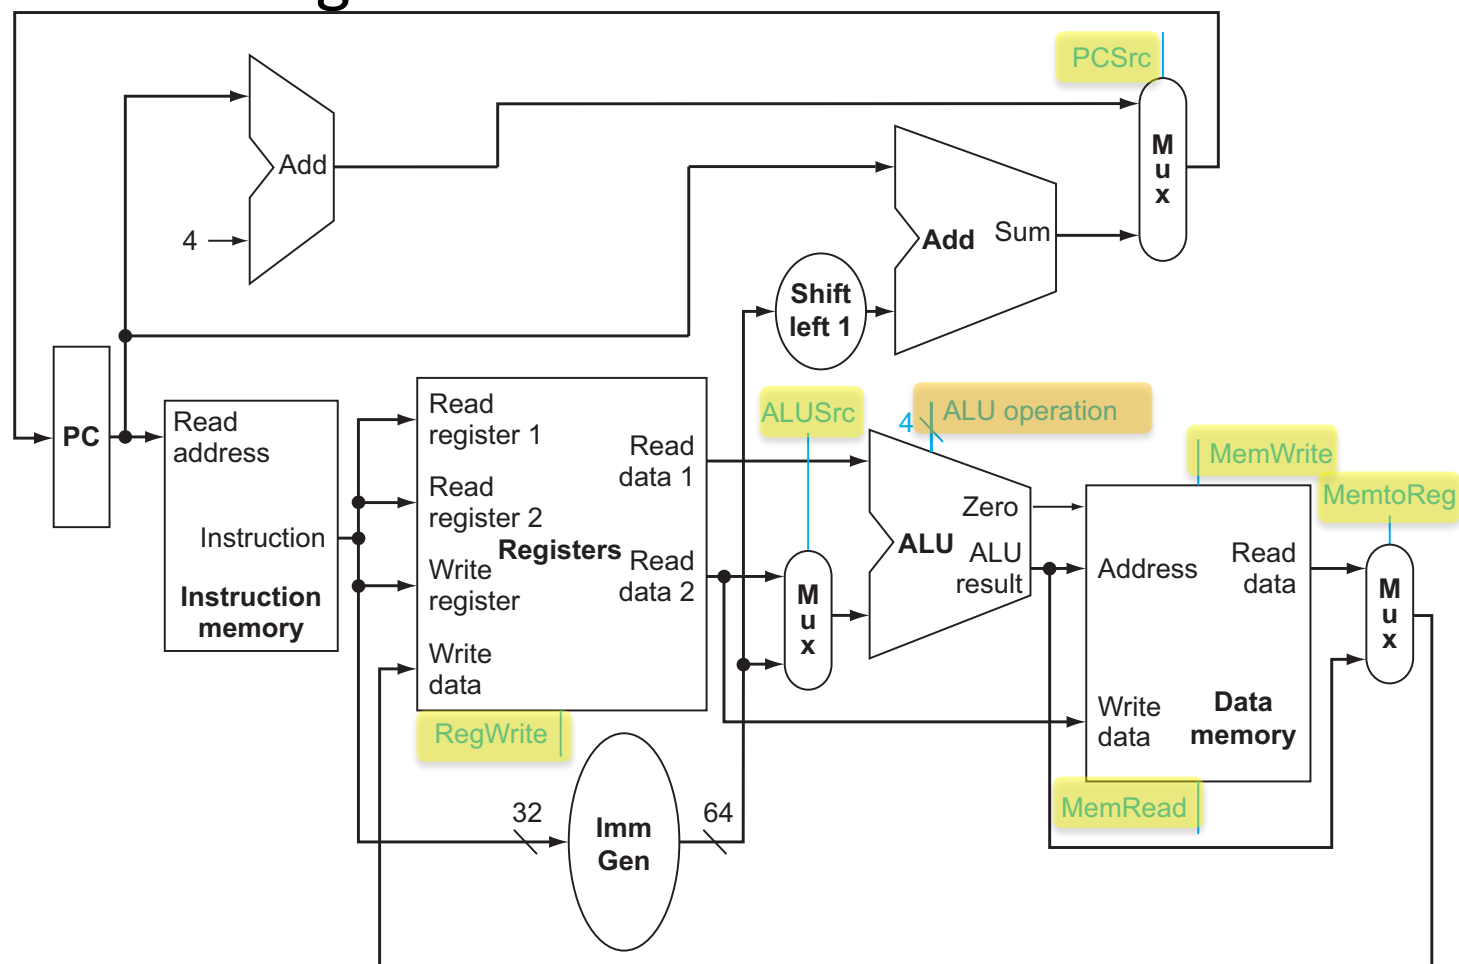 g
PCSrc
Add
4
M
u
x
Add
Sum
Shift
left 1
PC
Read
address
Instruction
Instruction
memory
Read
register 1
Read
register 2
Registers
Write
register
Write
data
Read
data 1
Read
data 2
RegWrite
ALUSrc
4
ALU operation
M
u
x
Zero
ALU
ALU
result
MemWrite
MemtoReg
Address
Read
data
Write
data
Data
memory
M
u
x
MemRead
32
Imm
Gen
64